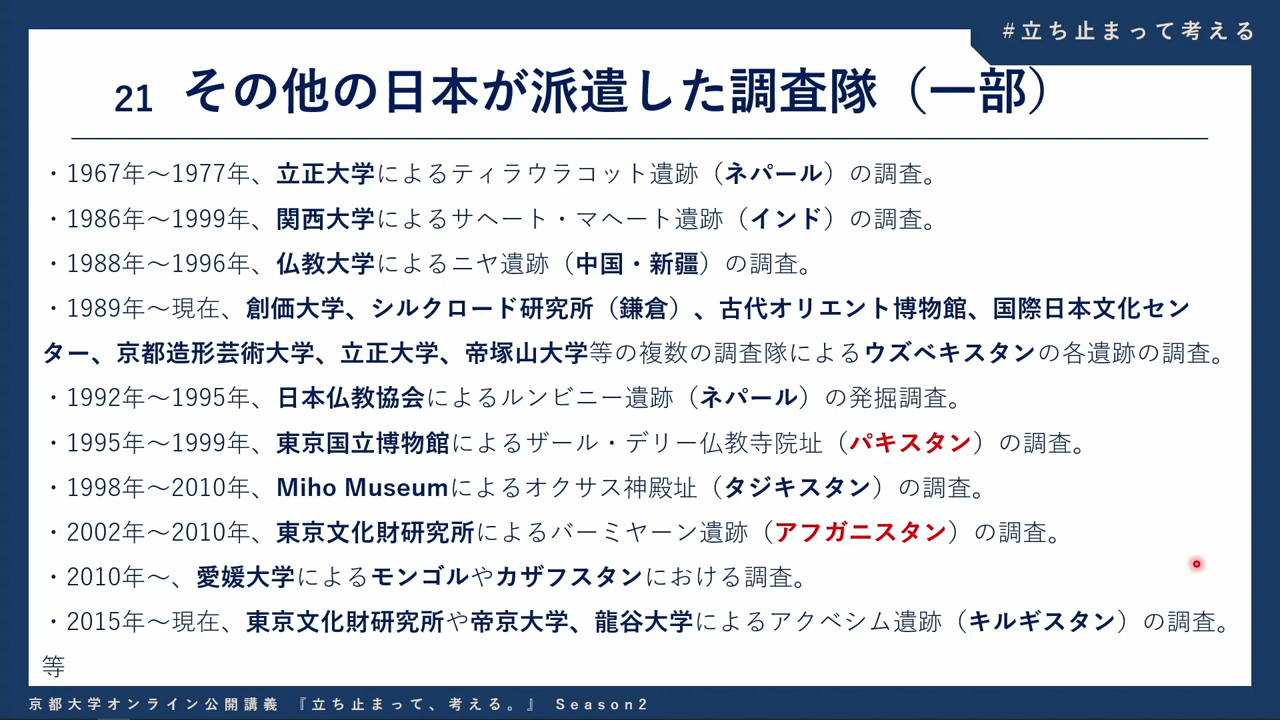 #立ち止まって考える
21 その他の日本が派遣した調査隊（一部）
・1967年～1977年、立正大学によるティラウラコット遺跡（ネパール）の調査。
・1986年～1999年、関西大学によるサヘート・マヘート遺跡（インド）の調査。
・1988年～1996年、仏教大学によるニヤ遺跡（中国・新疆）の調査。
・1989年～現在、創価大学、シルクロード研究所（鎌倉）、古代オリエント博物館、国際日本文化セン
ター、京都造形芸術大学、立正大学、帝塚山大学等の複数の調査隊によるウズベキスタンの各遺跡の調査。
・1992年～1995年、日本仏教協会によるルンビニー遺跡（ネパール）の発掘調査。
・1995年～1999年、東京国立博物館によるザール・デリー仏教寺院址（パキスタン）の調査。
・1998年～2010年、Miho Museumによるオクサス神殿址（タジキスタン）の調査。
・2002年～2010年、東京文化財研究所によるバーミヤーン遺跡（アフガニスタン）の調査。
・2010年～、愛媛大学によるモンゴルやカザフスタンにおける調査。
・2015年～現在、東京文化財研究所や帝京大学、龍谷大学によるアクベシム遺跡（キルギスタン）の調査。
等
京都大学オンライン公開講義『立ち止まって、考える。』 Season2